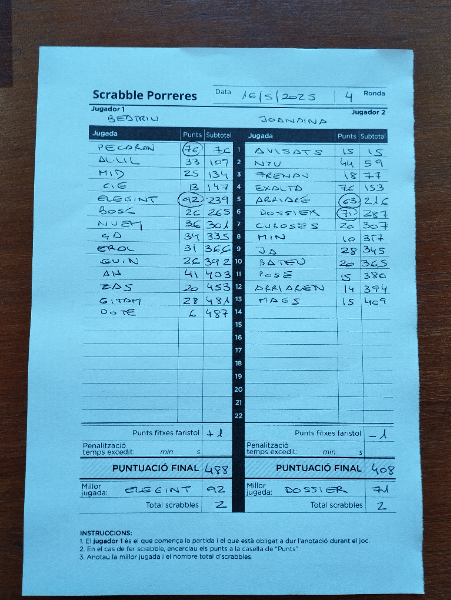 Scrabble Porreres Data 16/5/2025 4 Ronda
Jugador 1 Jugador 2
BEATRIU JOANAINA
Jugada Punts Subtotal Jugada Punts Subtotal
PECARAN 76 76 1 AVISATS 15 15
33 109 2 NYU 44 59
MID 25 134 3 FRENAV 18 77
CIE 13 147 4 EXALTO 76 153
ELEGINT 92 239 5 ARRIARE 63 216
BOSC 26 265 6 DOSSIER 71 287
NUEM 36 301 7 CUROSES 20 307
GO 34 335 8 MIN 10 317
EROL 31 366 9 JA 28 345
GUIN 26 392 10 BATEU 20 365
AH 41 403 11 POSE 15 380
BAS 20 453 12 ARRIAREN 14 394
GITAM 28 481 13 MAGS 15 409
DOTE 6 487 14
15
16
17
18
19
20
21
22
Punts fitxes faristol +1 Punts fitxes faristol -1
Penalització temps excedit: min s Penalització temps excedit: min s
PUNTUACIÓ FINAL 488 PUNTUACIÓ FINAL 408
Millor jugada: ELEGINT 92 Millor jugada: DOSSIER 71
Total scrabbles 2 Total scrabbles 2
INSTRUCCIONS:
1. El jugador 1 és el que comença la partida i el que està obligat a dur l'anotació durant el joc.
2. En el cas de fer scrabble, encercleu els punts a la casella de "Punts"
3. Anotau la millor jugada i el nombre total d'scrabbles.